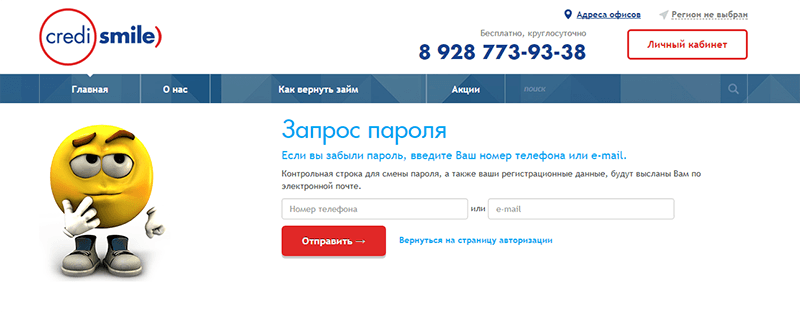 credi smile)
Адреса офисов
Регион не выбран
Бесплатно, круглосуточно
8 928 773-93-38
Личный кабинет
Главная
О нас
Как вернуть займ
Акции
поиск
Запрос пароля
Если вы забыли пароль, введите Ваш номер телефона или e-mail.
Контрольная строка для смены пароля, а также ваши регистрационные данные, будут высланы Вам по
электронной почте.
Номер телефона или e-mail
Отправить → Вернуться на страницу авторизации